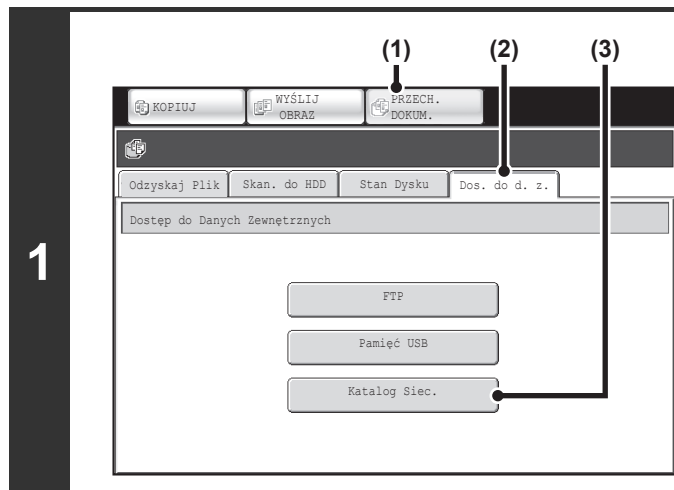 (1) (2) (3)
KOPIUJ
WYŚLIJ
OBRAZ
PRZECH.
DOKUM.
Odzyskaj Plik Skan. do HDD Stan Dysku Dos. do d. z.
Dostęp do Danych Zewnętrznych
1
FTP
Pamięć USB
Katalog Siec.